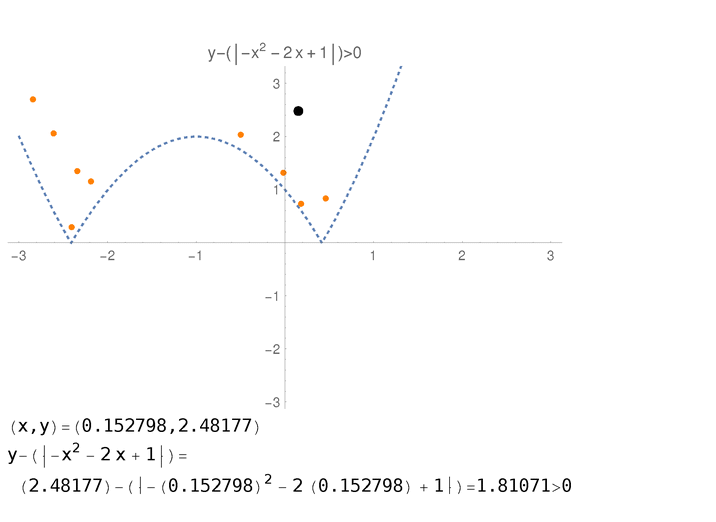 y−(|−x² − 2 x + 1|)>0
3
2
1
−3 −2 −1 1 2 3
−1
−2
−3
(x,y)=(0.152798,2.48177)
y−(|−x² − 2 x + 1|)=
(2.48177)−(|−(0.152798)² − 2 (0.152798) + 1|)=1.81071>0